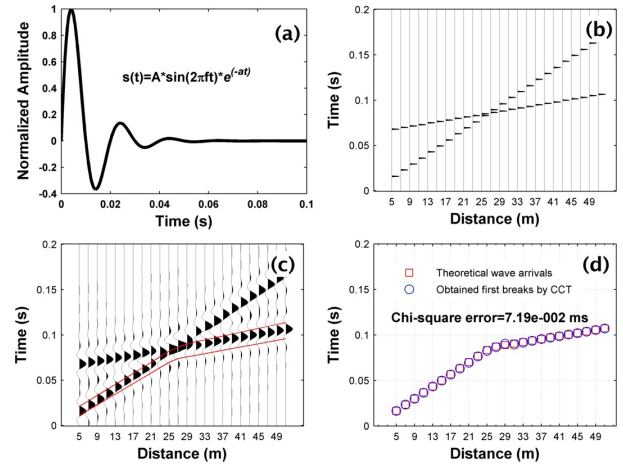 (a)
s(t)=A*sin(2πft)*e^(-at)
Normalized Amplitude
1
0.8
0.6
0.4
0.2
0
-0.2
-0.4
0 0.02 0.04 0.06 0.08 0.1
Time (s)
(b)
Time (s)
0.2
0.15
0.1
0.05
0
5 9 13 17 21 25 29 33 37 41 45 49
Distance (m)
(c)
Time (s)
0.2
0.15
0.1
0.05
0
5 9 13 17 21 25 29 33 37 41 45 49
Distance (m)
(d)
Theoretical wave arrivals
Obtained first breaks by CCT
Chi-square error=7.19e-002 ms
Time (s)
0.2
0.15
0.1
0.05
0
5 9 13 17 21 25 29 33 37 41 45 49
Distance (m)